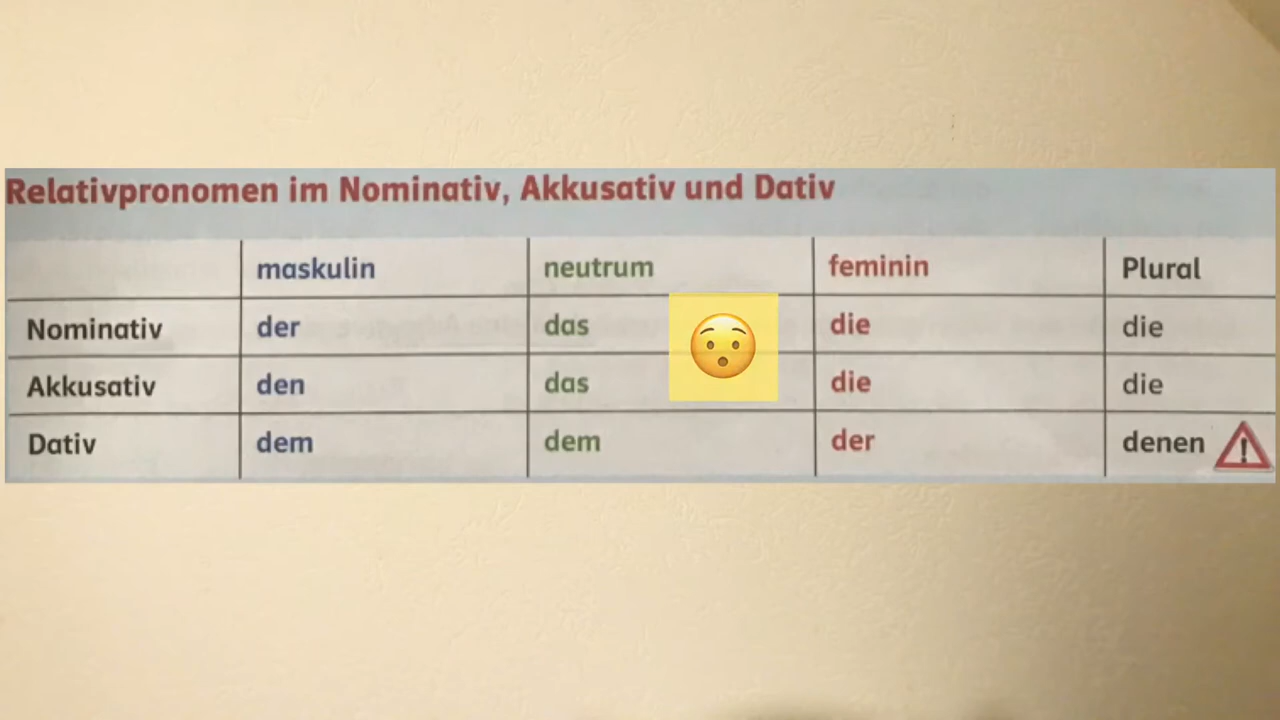 Relativpronomen im Nominativ, Akkusativ und Dativ
maskulin neutrum feminin Plural
Nominativ der das die die
Akkusativ den das die die
Dativ dem dem der denen !